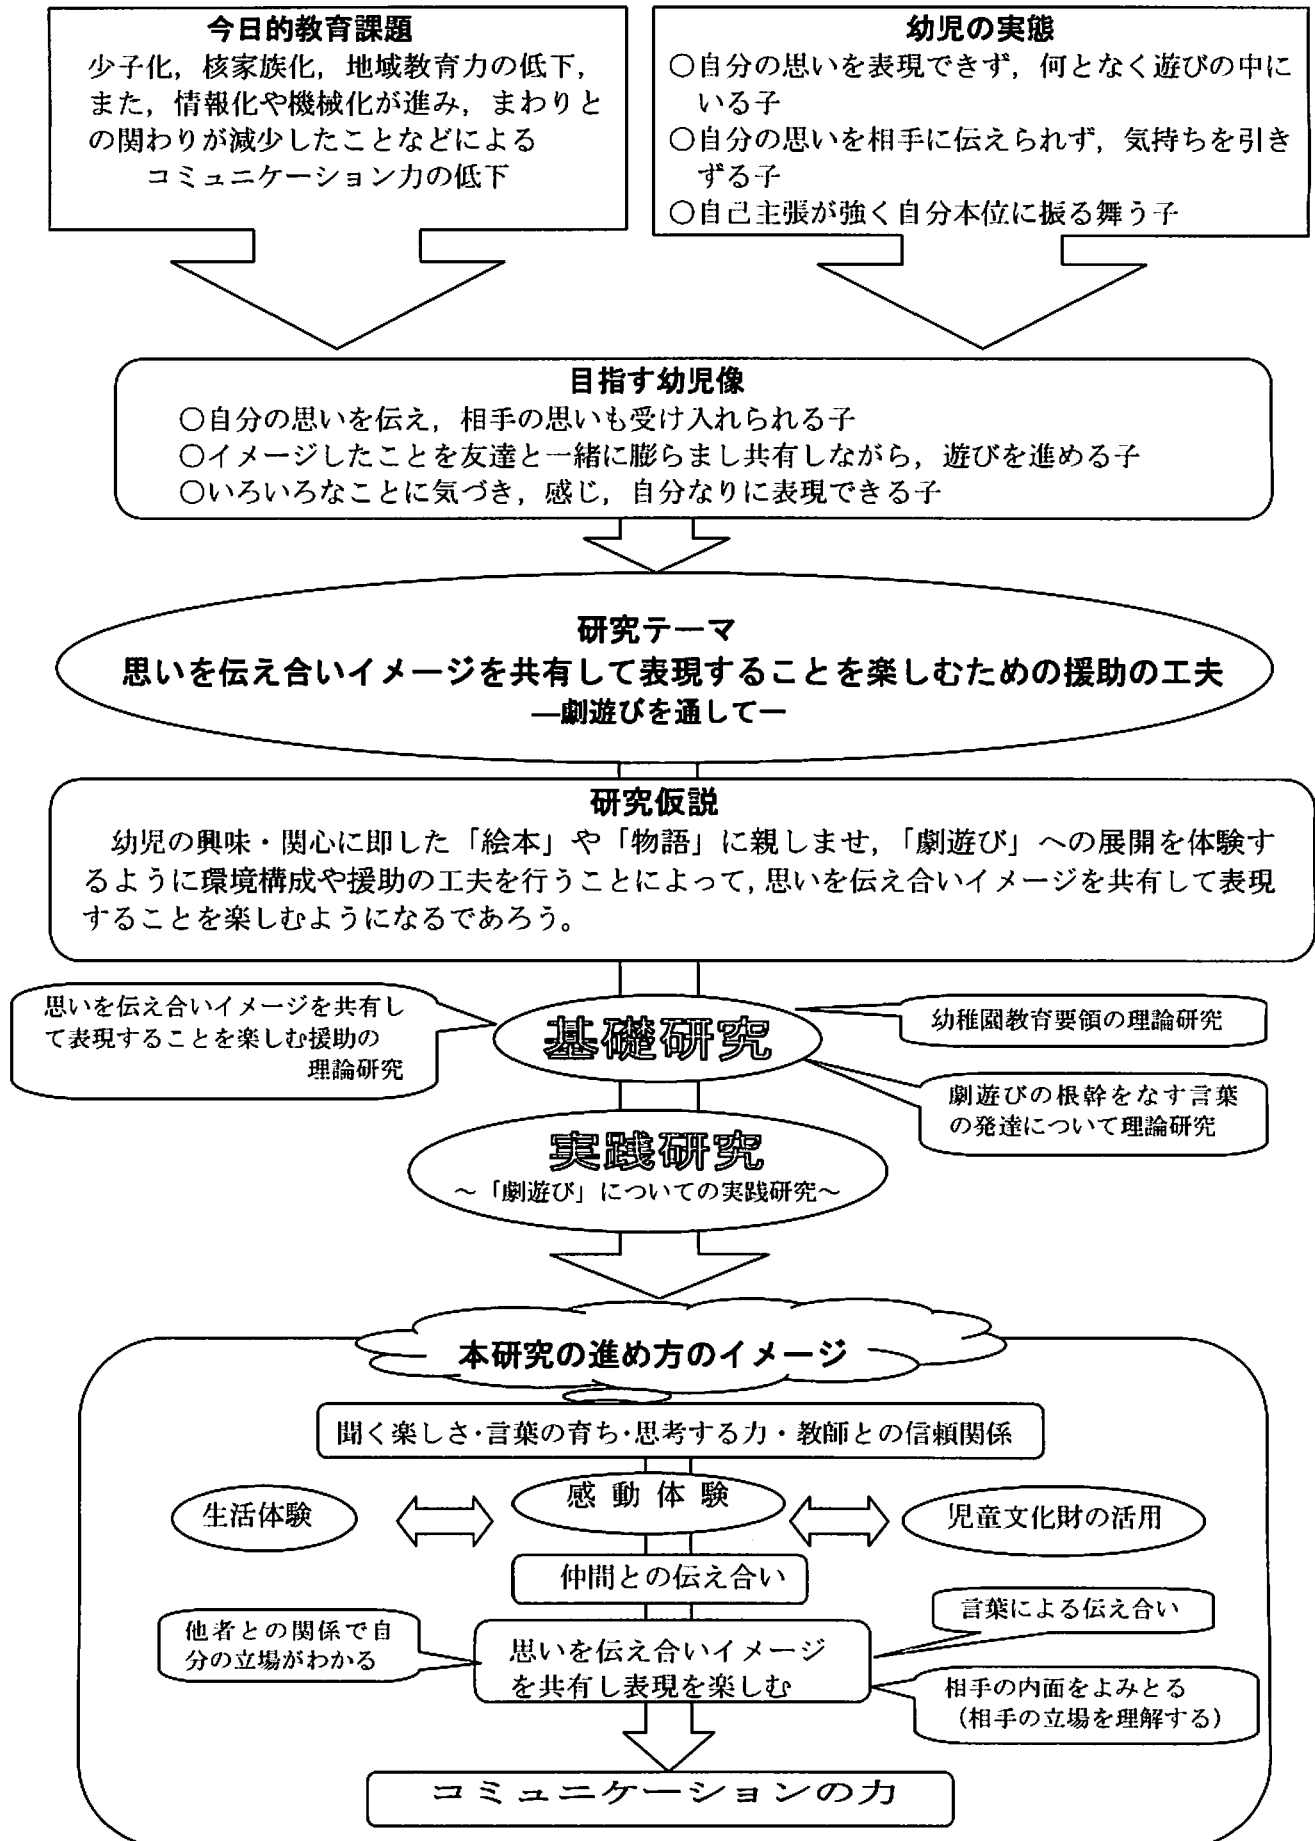 今日的教育課題
少子化，核家族化，地域教育力の低下，
また，情報化や機械化が進み，まわりと
の関わりが減少したことなどによる
コミュニケーション力の低下
幼児の実態
○自分の思いを表現できず，何となく遊びの中に
いる子
○自分の思いを相手に伝えられず，気持ちを引き
ずる子
○自己主張が強く自分本位に振る舞う子
目指す幼児像
○自分の思いを伝え，相手の思いも受け入れられる子
○イメージしたことを友達と一緒に膨らまし共有しながら，遊びを進める子
○いろいろなことに気づき，感じ，自分なりに表現できる子
研究テーマ
思いを伝え合いイメージを共有して表現することを楽しむための援助の工夫
―劇遊びを通して―
研究仮説
幼児の興味・関心に即した「絵本」や「物語」に親しませ，「劇遊び」への展開を体験す
るように環境構成や援助の工夫を行うことによって，思いを伝え合いイメージを共有して表現
することを楽しむようになるであろう。
思いを伝え合いイメージを共有し
て表現することを楽しむ援助の
理論研究
基礎研究
幼稚園教育要領の理論研究
劇遊びの根幹をなす言葉
の発達について理論研究
実践研究
～「劇遊び」についての実践研究～
本研究の進め方のイメージ
聞く楽しさ・言葉の育ち・思考する力・教師との信頼関係
生活体験
感動体験
児童文化財の活用
仲間との伝え合い
他者との関係で自
分の立場がわかる
思いを伝え合いイメージ
を共有し表現を楽しむ
言葉による伝え合い
相手の内面をよみとる
（相手の立場を理解する）
コミュニケーションの力